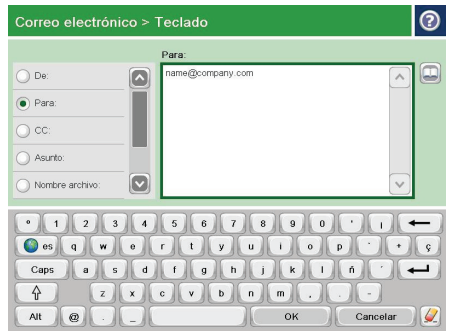 Correo electrónico > Teclado
?
Para:
De:
name@company.com
Para:
CC:
Asunto:
Nombre archivo:
º 1 2 3 4 5 6 7 8 9 0 ' ¡
es q w e r t y u i o p ` + ç
Caps a s d f g h j k l ñ ´
z x c v b n m , . -
Alt @ . _ OK Cancelar